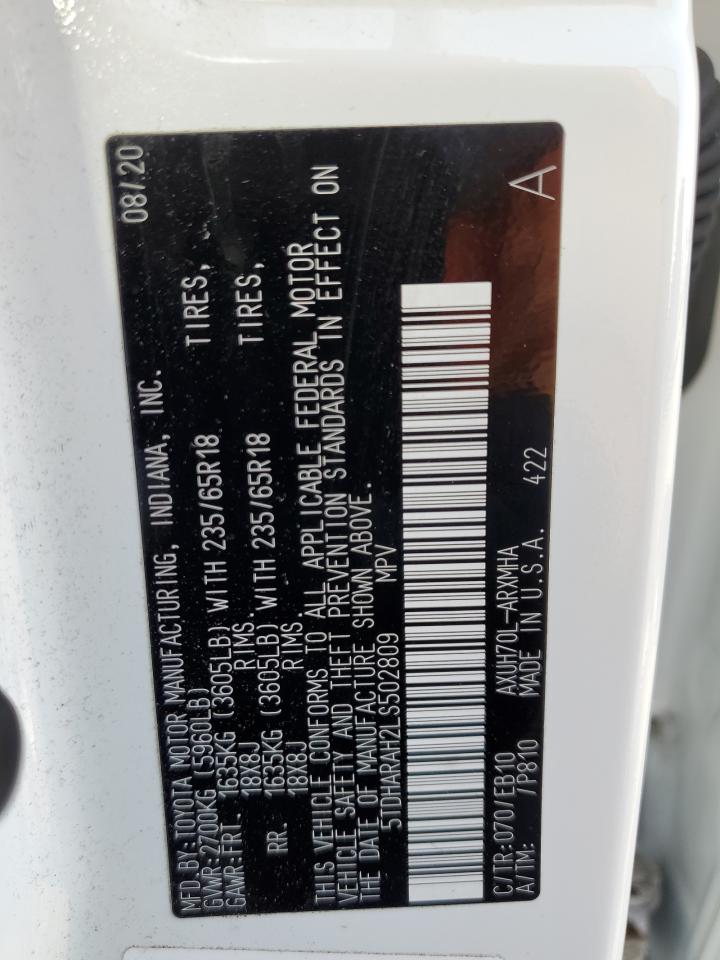 MFD.BY:TOYOTA MOTOR MANUFACTURING, INDIANA, INC. 08/20
GVWR:2700KG(5960LB)
GAWR:FRT. 1635KG (3605LB) WITH 235/65R18 TIRES,
18X8J RIMS.
RR. 1635KG (3605LB) WITH 235/65R18 TIRES,
18X8J RIMS
THIS VEHICLE CONFORMS TO ALL APPLICABLE FEDERAL MOTOR
VEHICLE SAFETY AND THEFT PREVENTION STANDARDS IN EFFECT ON
THE DATE OF MANUFACTURE SHOWN ABOVE.
5TDHARAH2LS502809 MPV
C/TR:070/EB10 AXUH70L-ARXMHA
A/TM: /P810 MADE IN U.S.A. 422 A